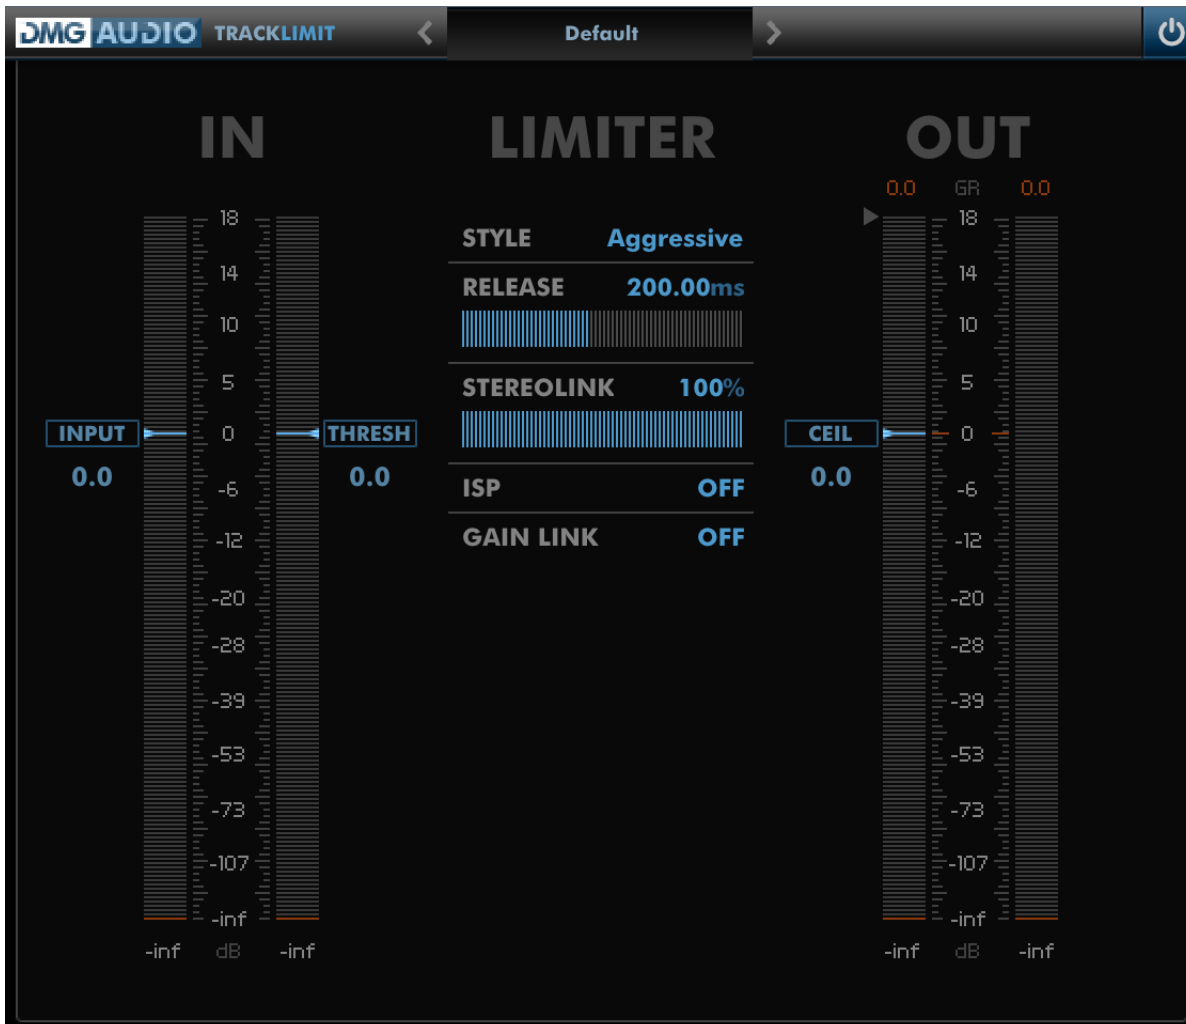 DMG AUDIO TRACKLIMIT Default
IN LIMITER OUT
0.0 GR 0.0
18 18
STYLE Aggressive
14 14
RELEASE 200.00ms
10 10
5 5
STEREOLINK 100%
INPUT 0 THRESH CEIL 0
0.0 0.0 0.0
-6 ISP OFF -6
-12 GAIN LINK OFF -12
-20 -20
-28 -28
-39 -39
-53 -53
-73 -73
-107 -107
-inf -inf
-inf dB -inf -inf dB -inf